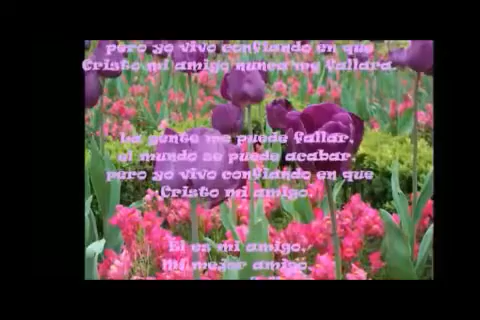 pero yo vivo confiando en que
Cristo mi amigo nunca me fallara.
La gente me puede fallar,
el mundo se puede acabar,
pero yo vivo confiando en que
Cristo mi amigo
El es mi amigo,
Mi mejor amigo